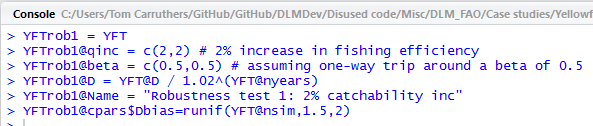 Console C:/Users/Tom Carruthers/GitHub/GitHub/DLMDev/Disused code/Misc/DLM_FAO/Case studies/Yellowf
> YFTrob1 = YFT
> YFTrob1@qinc = c(2,2) # 2% increase in fishing efficiency
> YFTrob1@beta = c(0.5,0.5) # assuming one-way trip around a beta of 0.5
> YFTrob1@D = YFT@D / 1.02^(YFT@nyears)
> YFTrob1@Name = "Robustness test 1: 2% catchability inc"
> YFTrob1@cpars$Dbias=runif(YFT@nsim,1.5,2)
>